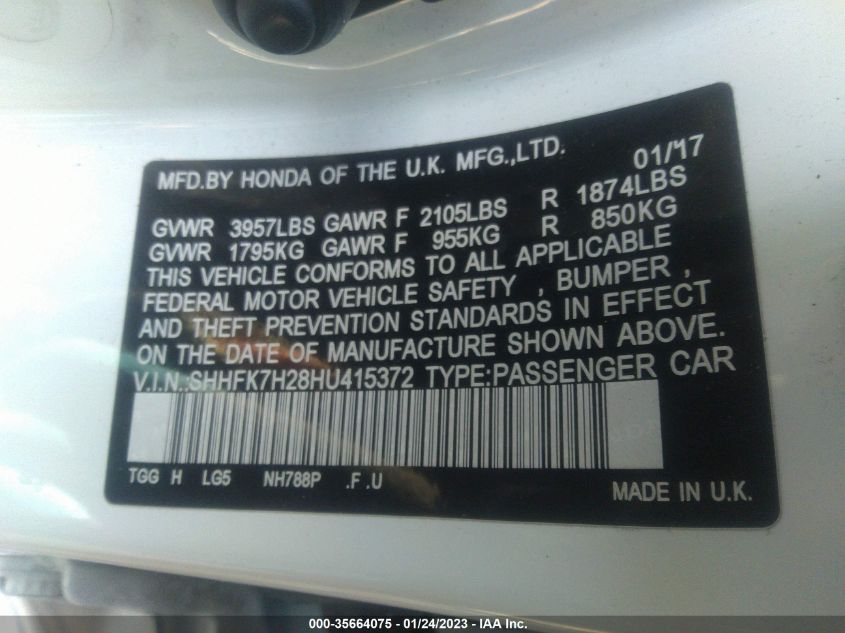 MFD.BY HONDA OF THE U.K. MFG.,LTD. 01/17
GVWR 3957LBS GAWR F 2105LBS R 1874LBS
GVWR 1795KG GAWR F 955KG R 850KG
THIS VEHICLE CONFORMS TO ALL APPLICABLE
FEDERAL MOTOR VEHICLE SAFETY , BUMPER ,
AND THEFT PREVENTION STANDARDS IN EFFECT
ON THE DATE OF MANUFACTURE SHOWN ABOVE.
V.I.N.:SHHFK7H28HU415372 TYPE:PASSENGER CAR
TGG H LG5 NH788P .F .U
MADE IN U.K.
000-35664075 - 01/24/2023 - IAA Inc.